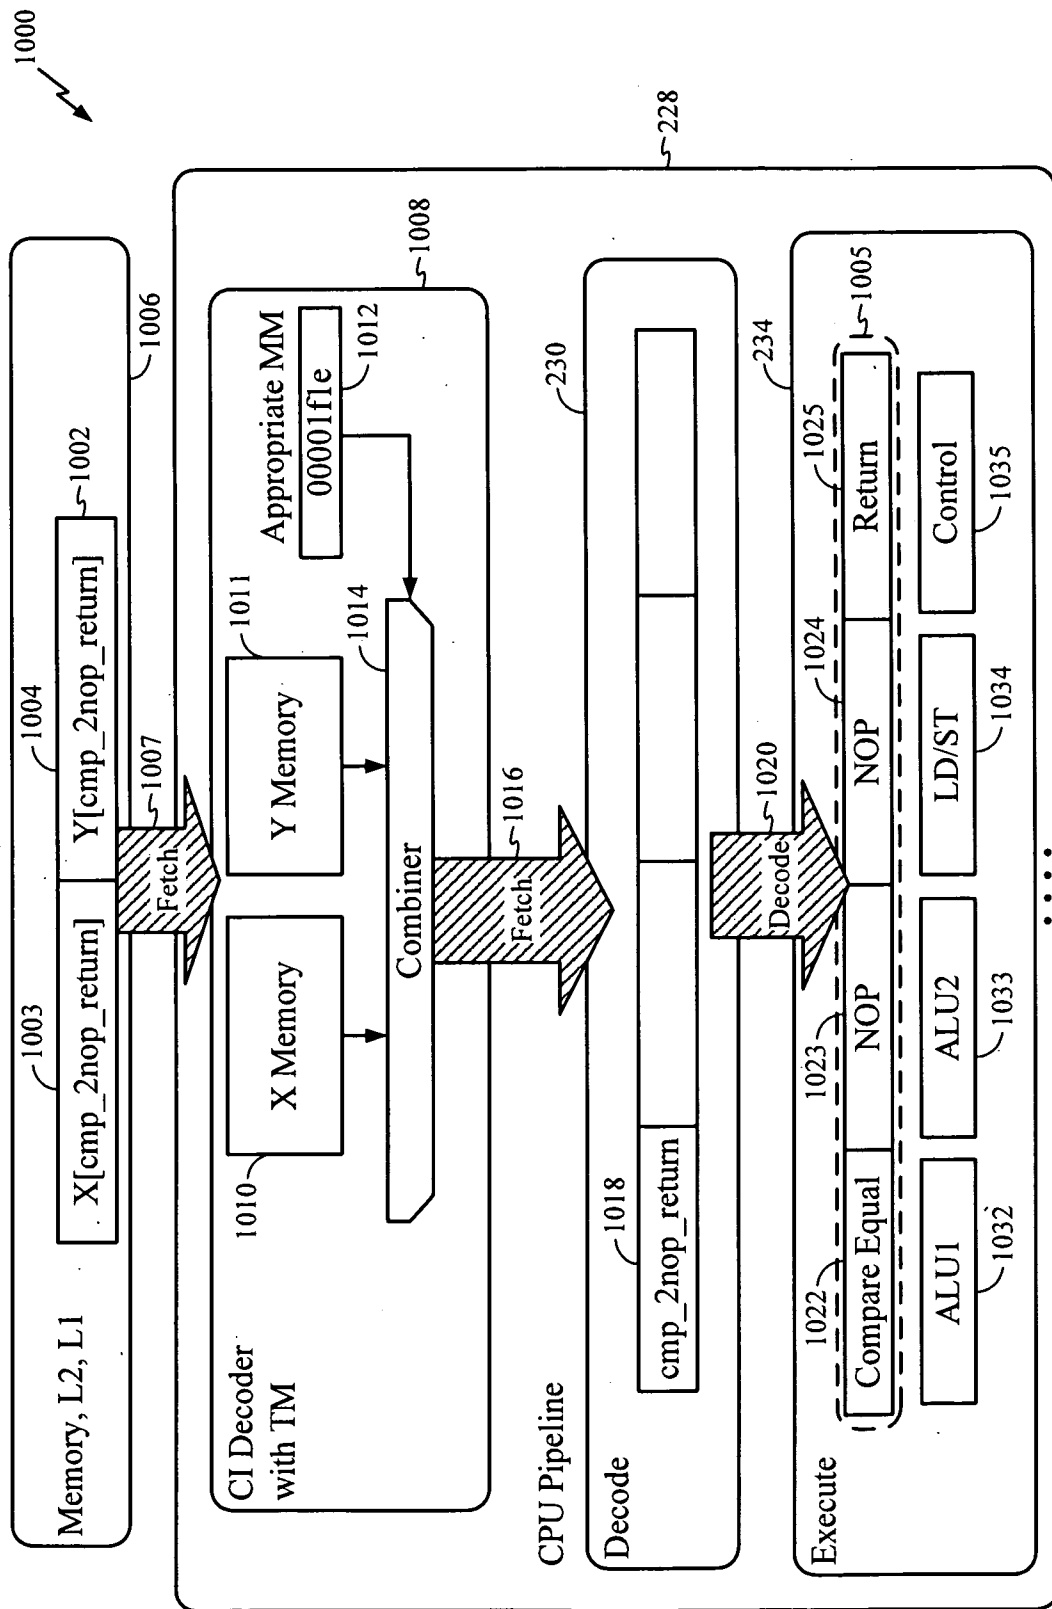 1000
Memory, L2, L1
1003
X[cmp_2nop_return]
1004
Y[cmp_2nop_return]
1002
1006
Fetch
1007
228
CI Decoder
with TM
1008
1010
X Memory
Y Memory
1011
Appropriate MM
00001f1e
1012
Combiner
1014
Fetch
1016
CPU Pipeline
Decode
230
1018
cmp_2nop_return
Decode
1020
Execute
234
1022
Compare Equal
1023
NOP
1024
NOP
1025
Return
1005
ALU1
1032
ALU2
1033
LD/ST
1034
Control
1035